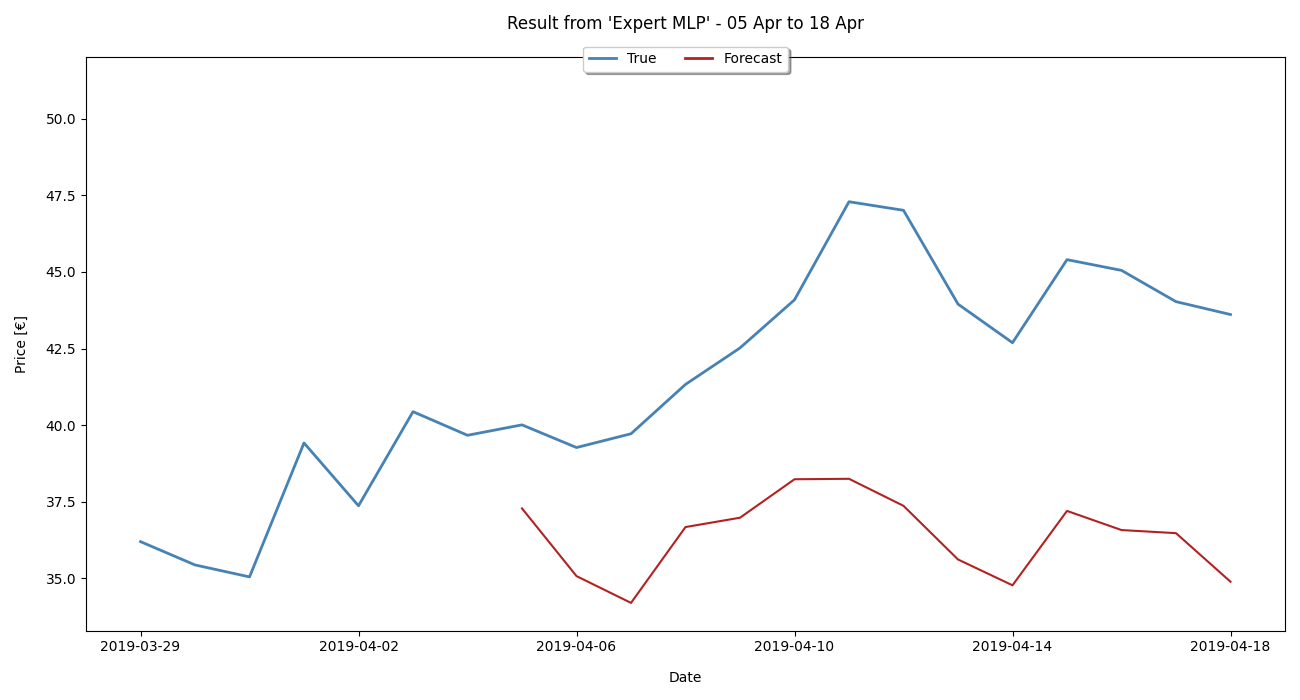 Result from 'Expert MLP' - 05 Apr to 18 Apr
True Forecast
50.0
47.5
45.0
42.5
40.0
37.5
35.0
Price [€]
2019-03-29 2019-04-02 2019-04-06 2019-04-10 2019-04-14 2019-04-18
Date